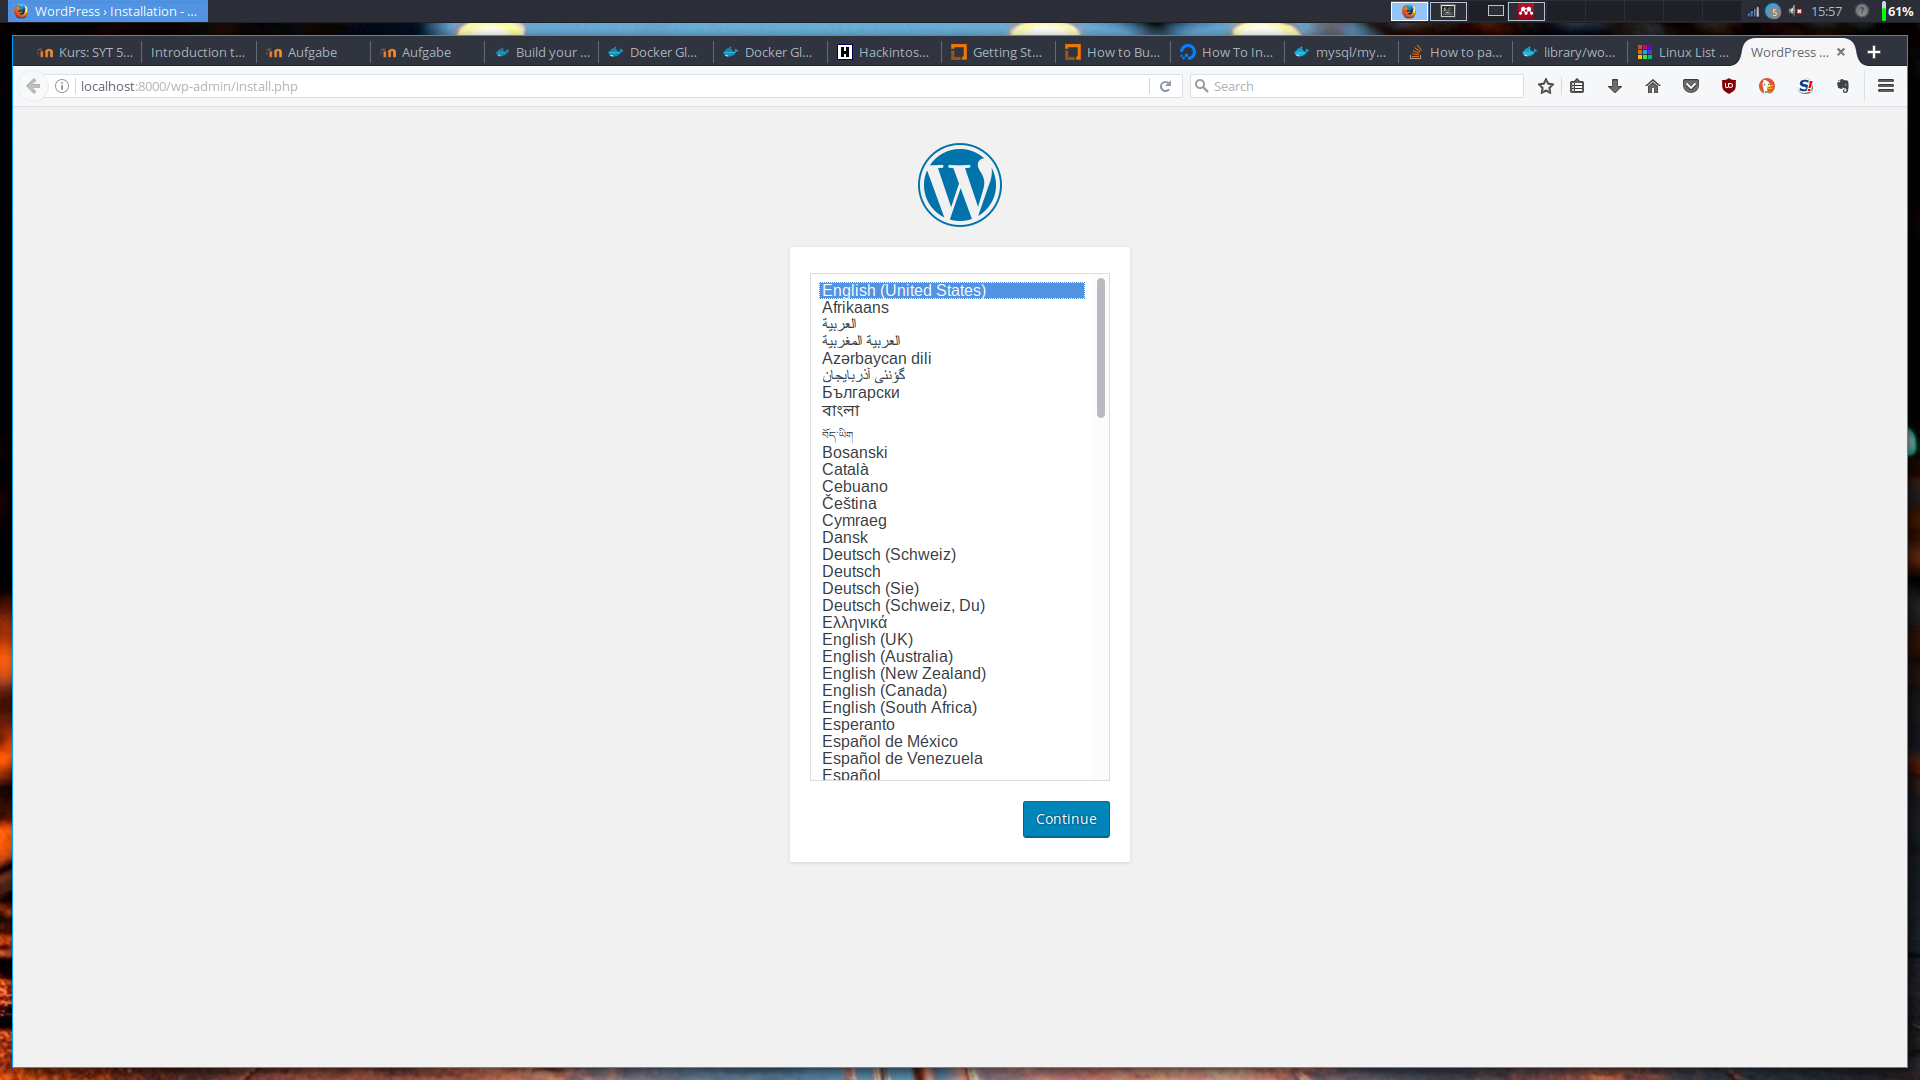 WordPress › Installation - ...
15:57
61%
Kurs: SYT 5...
Introduction t...
Aufgabe
Aufgabe
Build your ...
Docker Gl...
Docker Gl...
Hackintos...
Getting St...
How to Bu...
How To In...
mysql/my...
How to pa...
library/wo...
Linux List ...
WordPress ...
localhost:8000/wp-admin/install.php
Search
English (United States)
Afrikaans
العربية
العربية المغربية
Azərbaycan dili
گؤنئی آذربایجان
Български
বাংলা
བོད་ཡིག
Bosanski
Català
Cebuano
Čeština
Cymraeg
Dansk
Deutsch (Schweiz)
Deutsch
Deutsch (Sie)
Deutsch (Schweiz, Du)
Ελληνικά
English (UK)
English (Australia)
English (New Zealand)
English (Canada)
English (South Africa)
Esperanto
Español de México
Español de Venezuela
Español
Continue